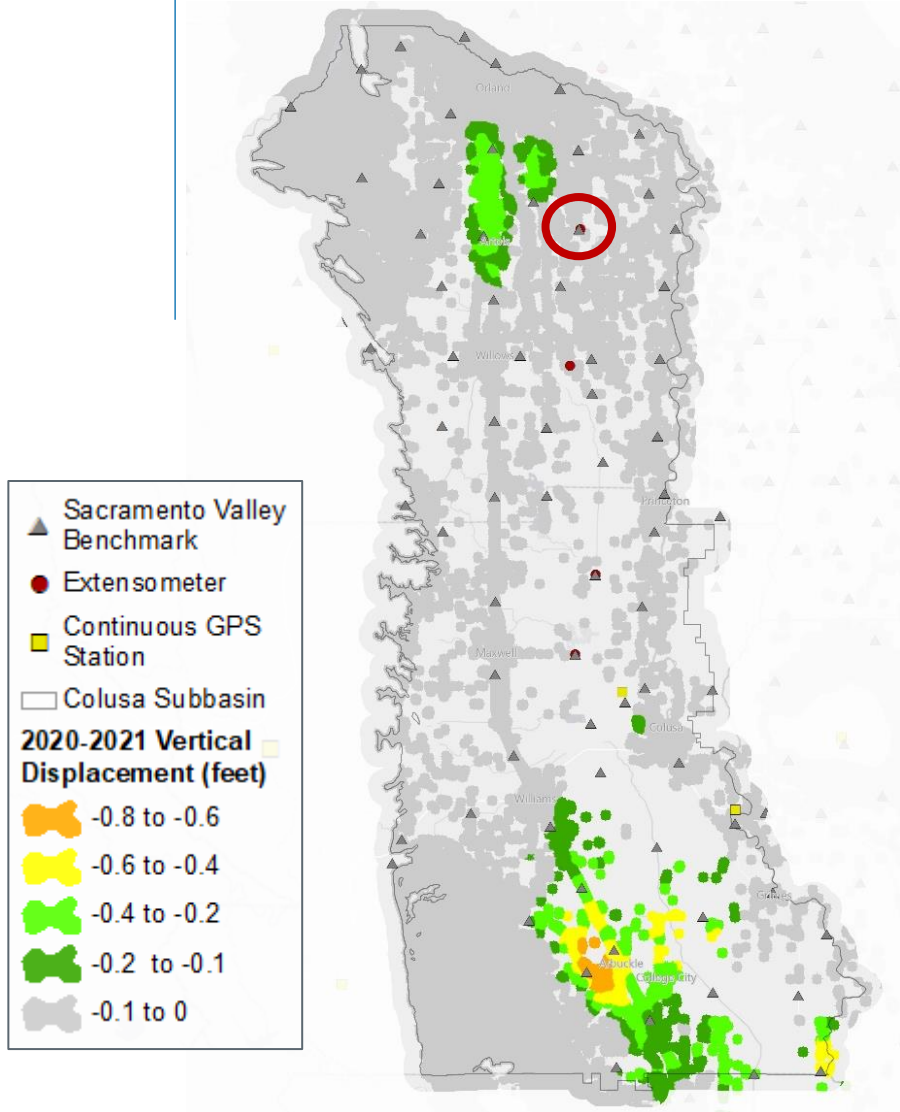 Orland
Artois
Willows
Princeton
Maxwell
Colusa
Williams
Grimes
Arbuckle
College City
Sacramento Valley
Benchmark
Extensometer
Continuous GPS
Station
Colusa Subbasin
2020-2021 Vertical
Displacement (feet)
-0.8 to -0.6
-0.6 to -0.4
-0.4 to -0.2
-0.2 to -0.1
-0.1 to 0